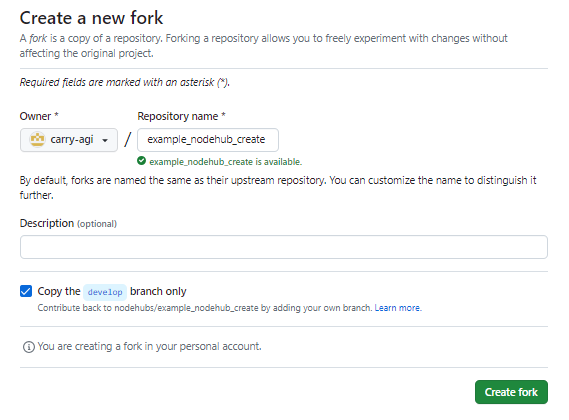 Create a new fork
A fork is a copy of a repository. Forking a repository allows you to freely experiment with changes without
affecting the original project.
Required fields are marked with an asterisk (*).
Owner *
Repository name *
carry-agi
/
example_nodehub_create
example_nodehub_create is available.
By default, forks are named the same as their upstream repository. You can customize the name to distinguish it
further.
Description (optional)
Copy the develop branch only
Contribute back to nodehubs/example_nodehub_create by adding your own branch. Learn more.
You are creating a fork in your personal account.
Create fork